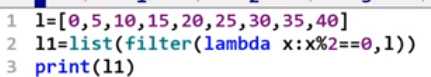 1 l=[0,5,10,15,20,25,30,35,40]
2 l1=list(filter(lambda x:x%2==0,l))
3 print(l1)